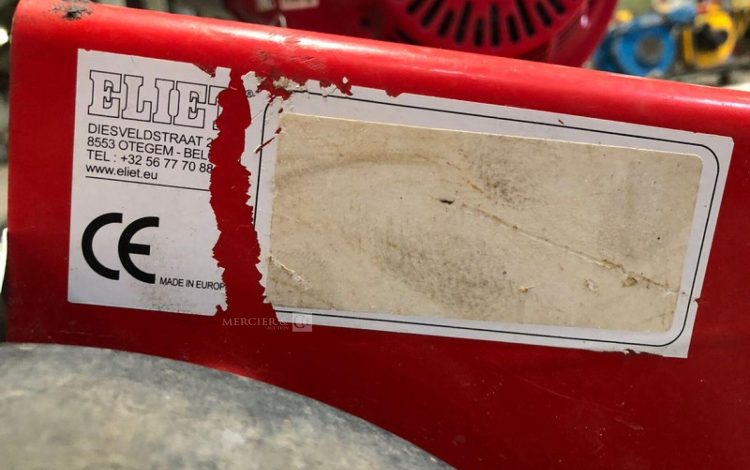 ELIET
DIESVELDSTRAAT 2
8553 OTEGEM - BEL
TEL : +32 56 77 70 88
www.eliet.eu
CE
MADE IN EUROP
MERCIER &
AUCTION